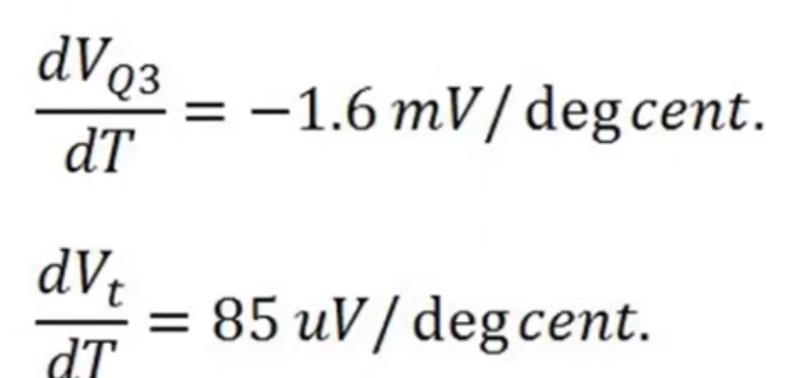 dV_Q3/dT = −1.6 mV/ deg cent.
dV_t/dT = 85 uV/ deg cent.